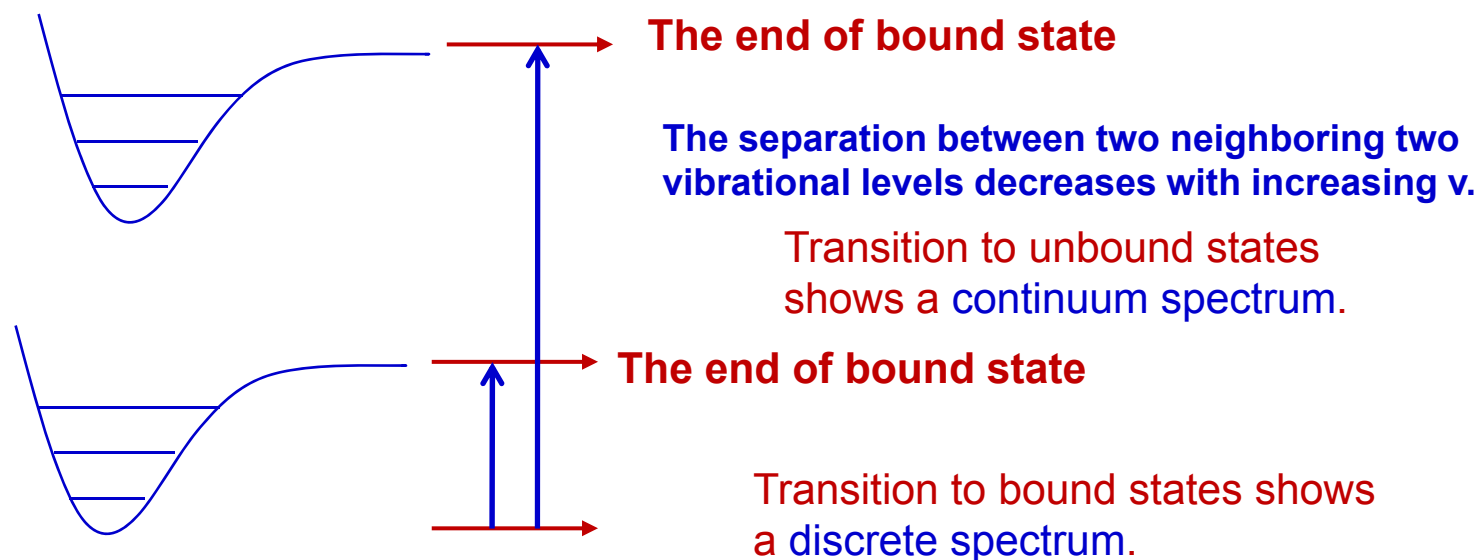 The end of bound state
The separation between two neighboring two
vibrational levels decreases with increasing v.
Transition to unbound states
shows a continuum spectrum.
The end of bound state
Transition to bound states shows
a discrete spectrum.